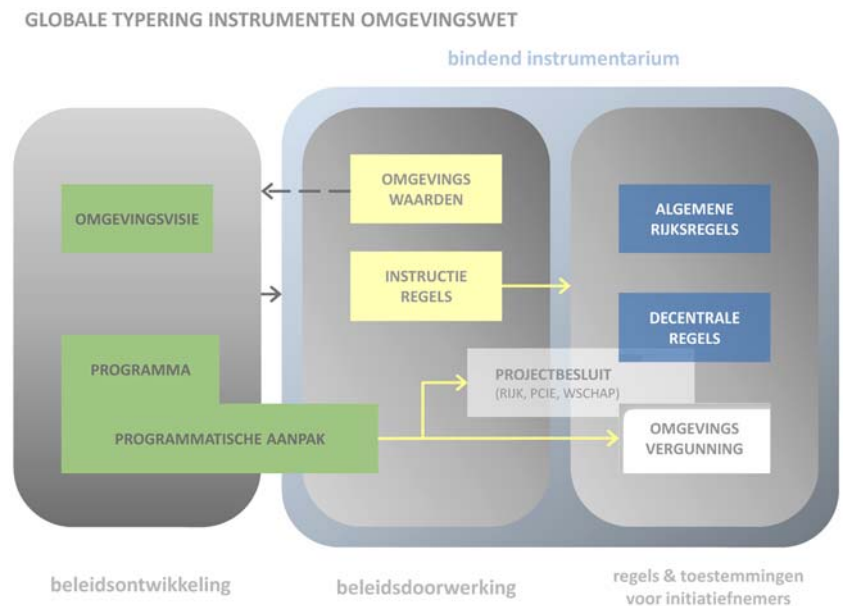 GLOBALE TYPERING INSTRUMENTEN OMGEVINGSWET
bindend instrumentarium
OMGEVINGSVISIE
PROGRAMMA
PROGRAMMATISCHE AANPAK
OMGEVINGS
WAARDEN
INSTRUCTIE
REGELS
PROJECTBESLUIT
(RIJK, PCIE, WSCHAP)
ALGEMENE
RIJKSREGELS
DECENTRALE
REGELS
OMGEVINGS
VERGUNNING
beleidsontwikkeling
beleidsdoorwerking
regels & toestemmingen
voor initiatiefnemers